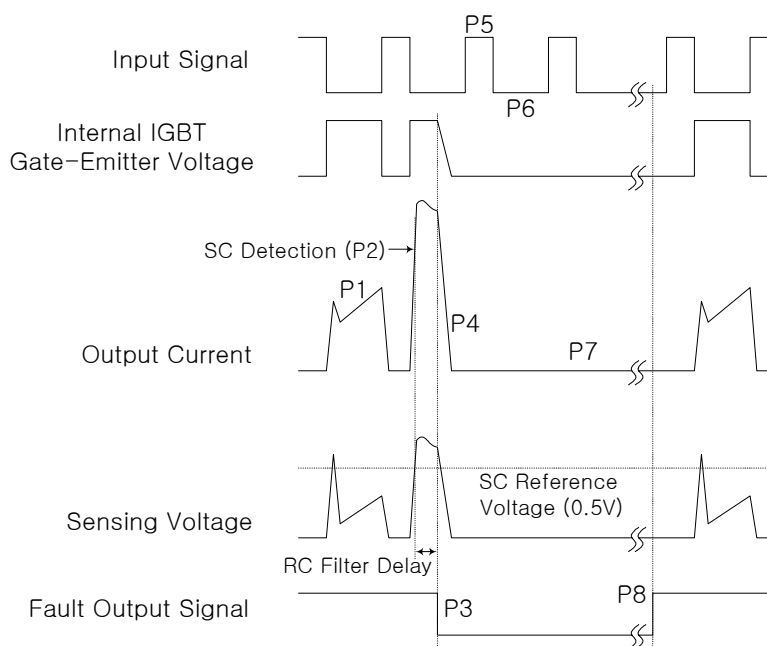 P5
Input Signal
P6
Internal IGBT
Gate-Emitter Voltage
SC Detection (P2)
P1
P4
Output Current
P7
SC Reference
Voltage (0.5V)
Sensing Voltage
RC Filter Delay
Fault Output Signal
P3
P8